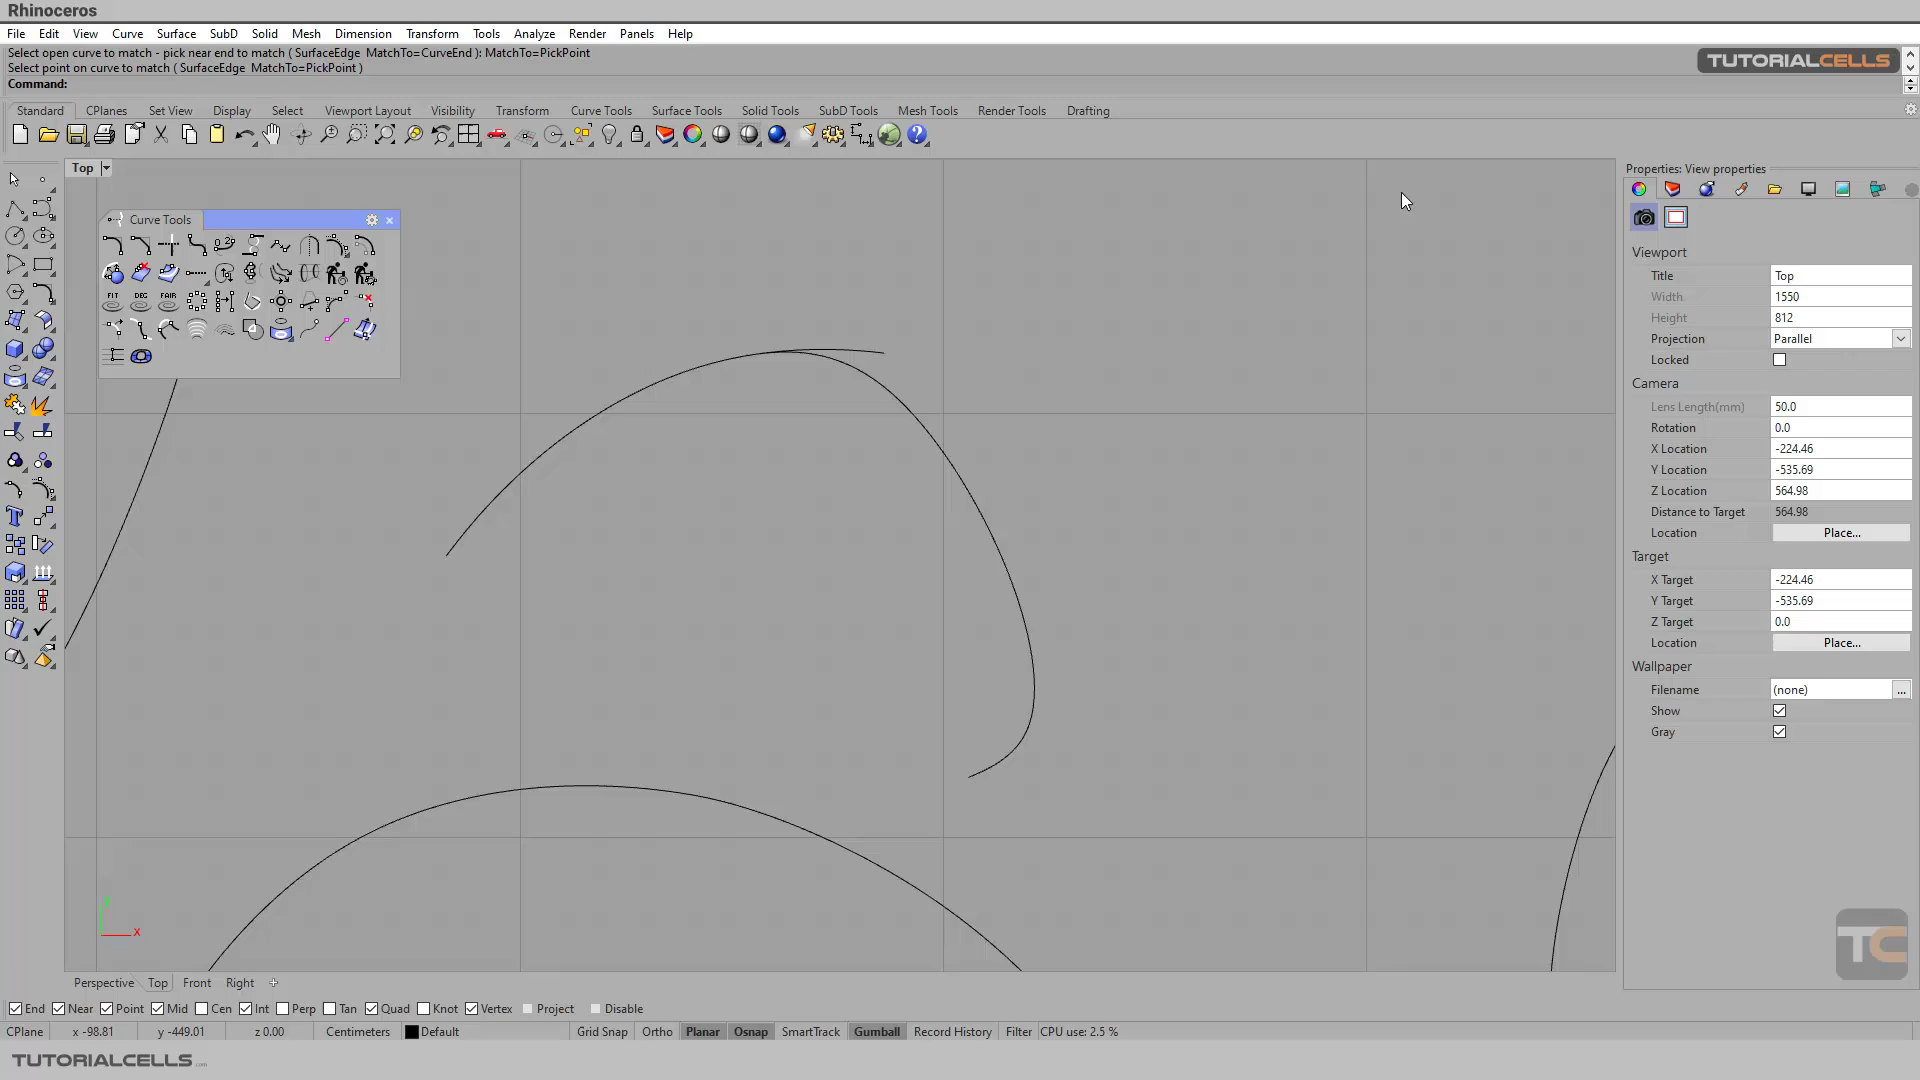 Rhinoceros
File Edit View Curve Surface SubD Solid Mesh Dimension Transform Tools Analyze Render Panels Help
Select open curve to match - pick near end to match ( SurfaceEdge MatchTo=CurveEnd ): MatchTo=PickPoint
Select point on curve to match ( SurfaceEdge MatchTo=PickPoint )
Command:
TUTORIALCELLS
Standard CPlanes Set View Display Select Viewport Layout Visibility Transform Curve Tools Surface Tools Solid Tools SubD Tools Mesh Tools Render Tools Drafting
Top
Curve Tools
FIT DEG FAIR
y
x
Properties: View properties
Viewport
Title Top
Width 1550
Height 812
Projection Parallel
Locked
Camera
Lens Length(mm) 50.0
Rotation 0.0
X Location -224.46
Y Location -535.69
Z Location 564.98
Distance to Target 564.98
Location Place...
Target
X Target -224.46
Y Target -535.69
Z Target 0.0
Location Place...
Wallpaper
Filename (none) ...
Show
Gray
TC
Perspective Top Front Right
End Near Point Mid Cen Int Perp Tan Quad Knot Vertex Project Disable
CPlane x -98.81 y -449.01 z 0.00 Centimeters Default Grid Snap Ortho Planar Osnap SmartTrack Gumball Record History Filter CPU use: 2.5 %
TUTORIALCELLS